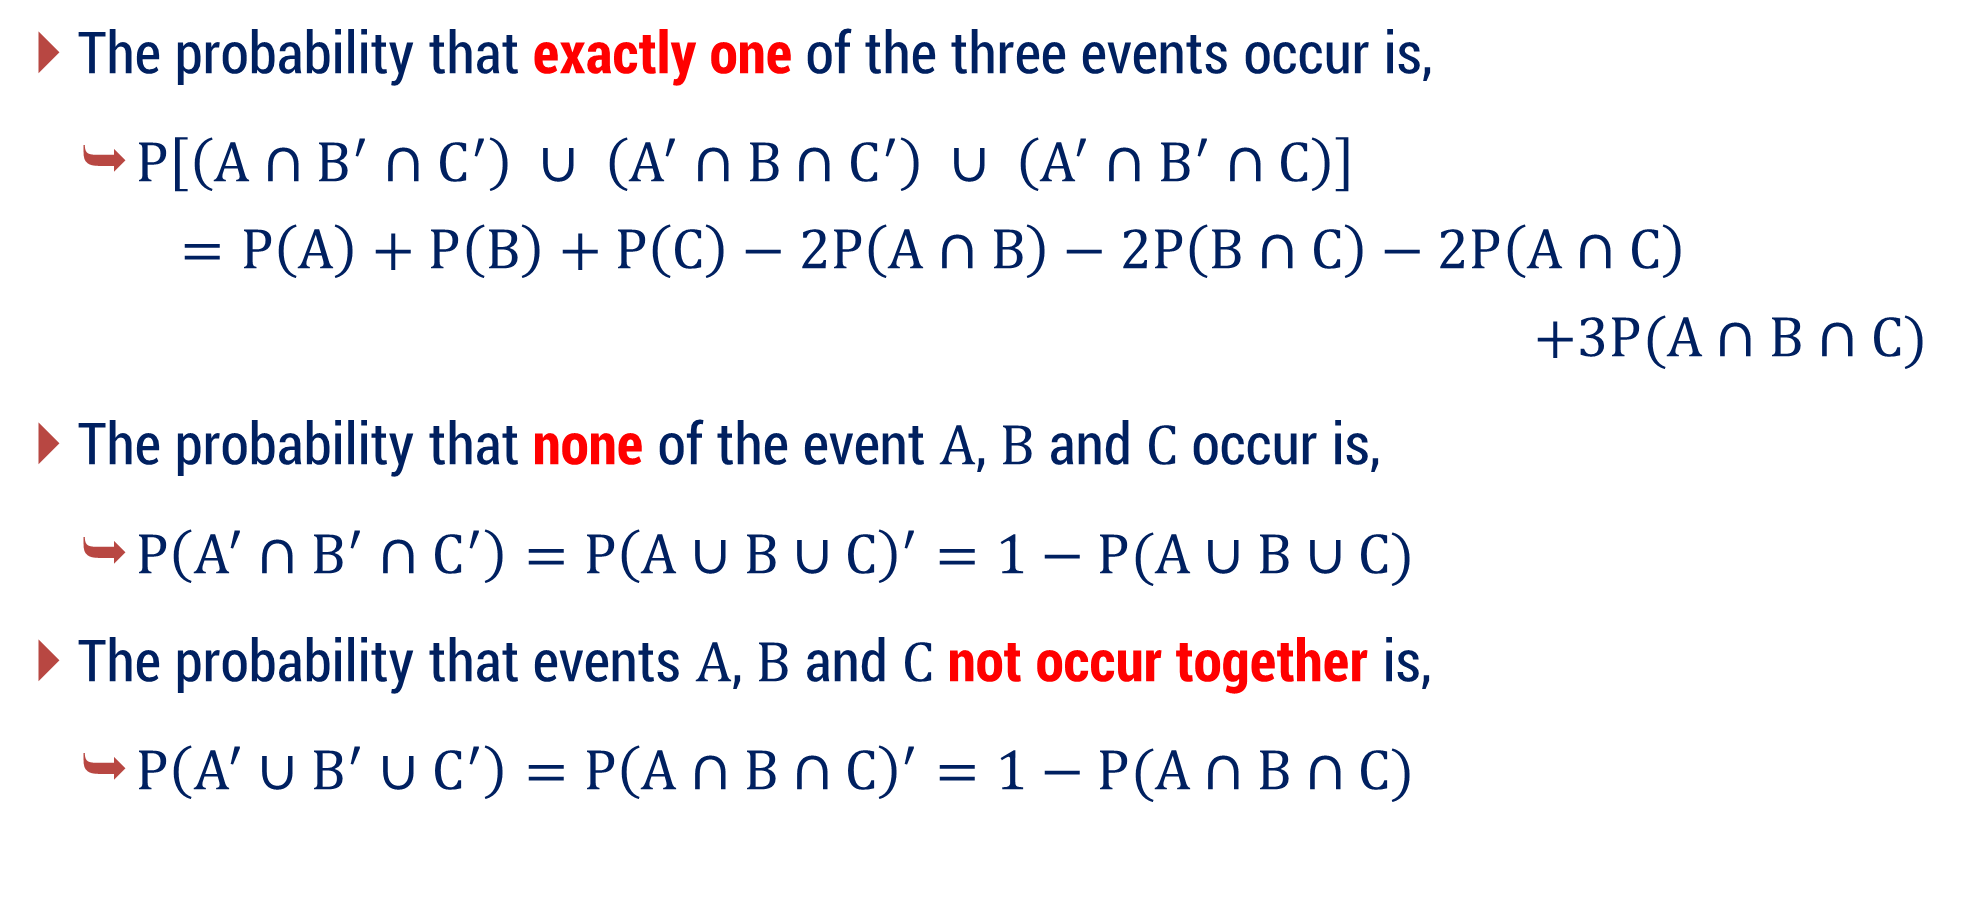 The probability that exactly one of the three events occur is,
P[(A ∩ B′ ∩ C′) ∪ (A′ ∩ B ∩ C′) ∪ (A′ ∩ B′ ∩ C)]
= P(A) + P(B) + P(C) − 2P(A ∩ B) − 2P(B ∩ C) − 2P(A ∩ C)
+3P(A ∩ B ∩ C)
The probability that none of the event A, B and C occur is,
P(A′ ∩ B′ ∩ C′) = P(A ∪ B ∪ C)′ = 1 − P(A ∪ B ∪ C)
The probability that events A, B and C not occur together is,
P(A′ ∪ B′ ∪ C′) = P(A ∩ B ∩ C)′ = 1 − P(A ∩ B ∩ C)